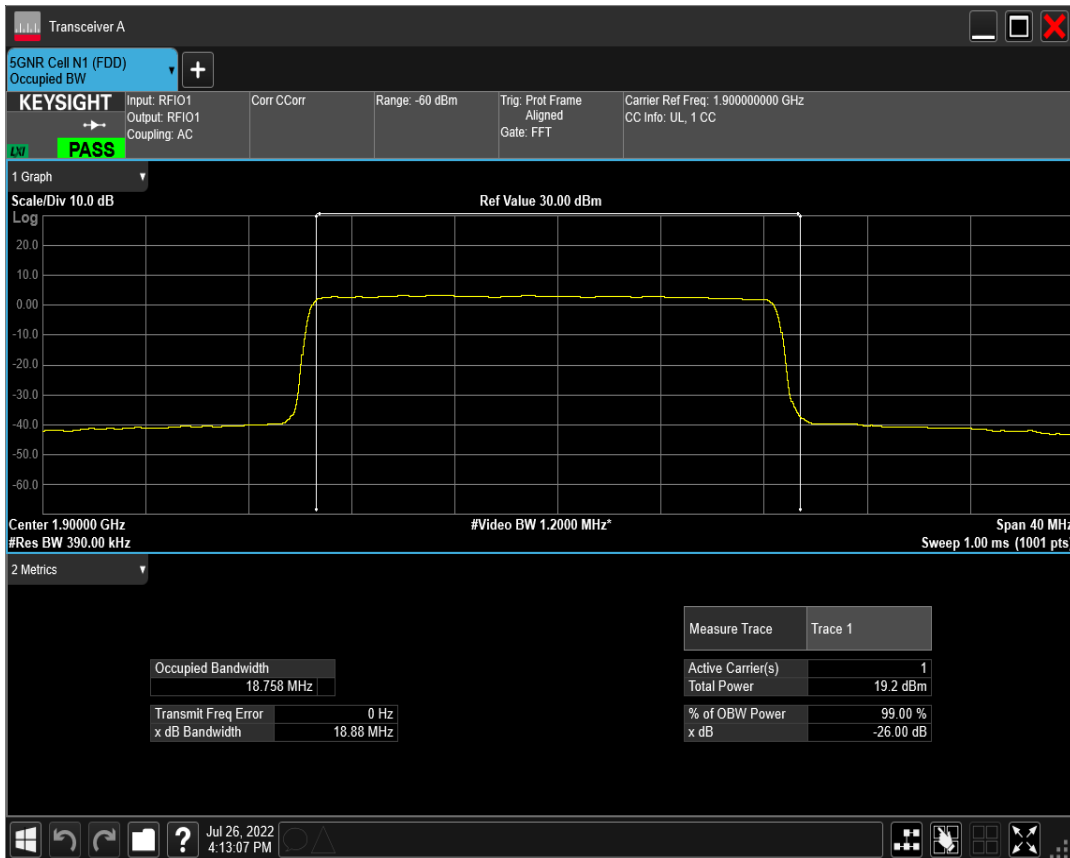 Transceiver A
5GNR Cell N1 (FDD)
Occupied BW
+
KEYSIGHT
LXI
PASS
Input: RFIO1
Output: RFIO1
Coupling: AC
Corr CCorr
Range: -60 dBm
Trig: Prot Frame
Aligned
Gate: FFT
Carrier Ref Freq: 1.900000000 GHz
CC Info: UL, 1 CC
1 Graph
Scale/Div 10.0 dB
Ref Value 30.00 dBm
Log
20.0
10.0
0.00
-10.0
-20.0
-30.0
-40.0
-50.0
-60.0
Center 1.90000 GHz
#Video BW 1.2000 MHz*
Span 40 MHz
#Res BW 390.00 kHz
Sweep 1.00 ms (1001 pts)
2 Metrics
Measure Trace Trace 1
Occupied Bandwidth
18.758 MHz
Active Carrier(s) 1
Total Power 19.2 dBm
Transmit Freq Error 0 Hz
x dB Bandwidth 18.88 MHz
% of OBW Power 99.00 %
x dB -26.00 dB
?
Jul 26, 2022
4:13:07 PM